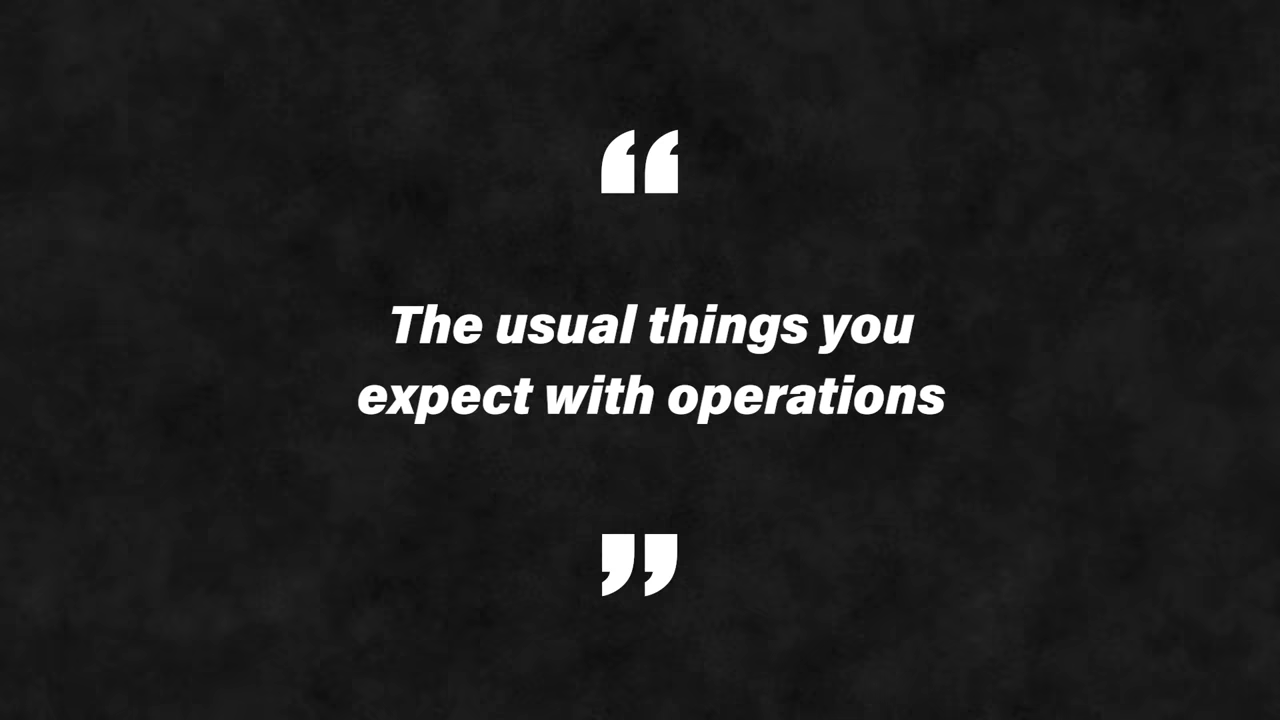 “
The usual things you
expect with operations
”